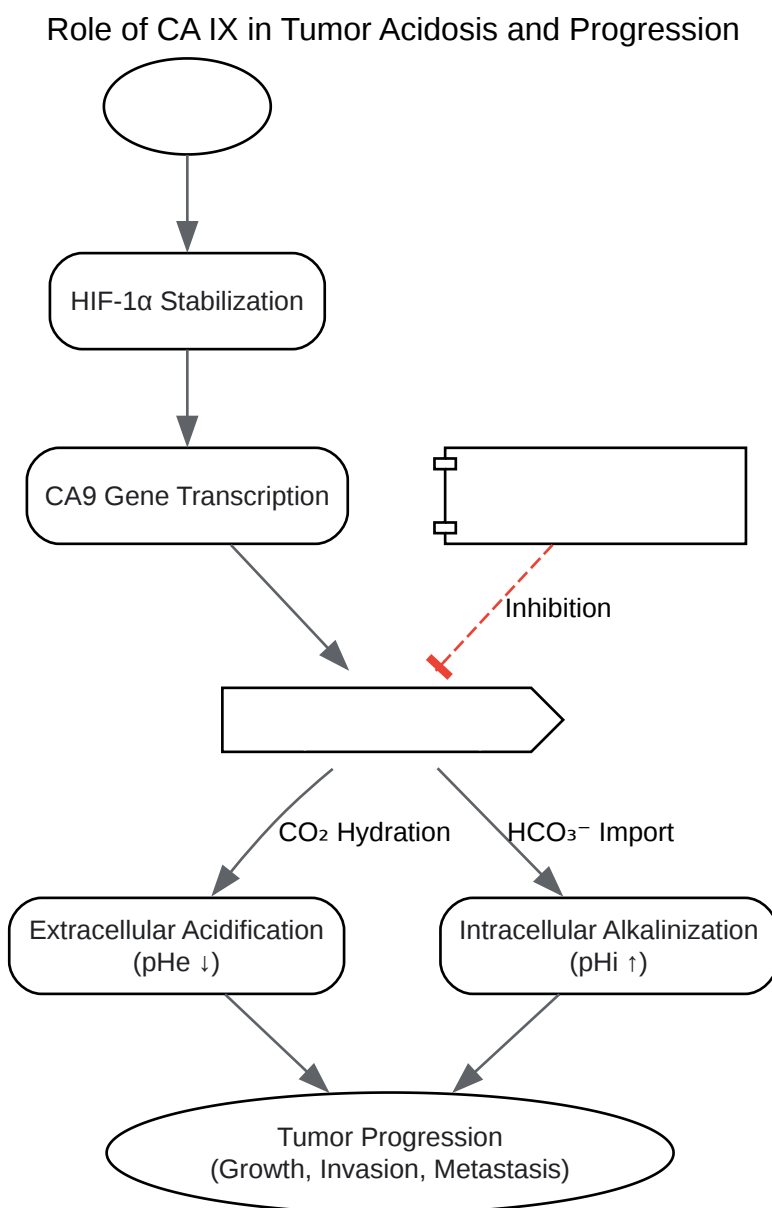 Role of CA IX in Tumor Acidosis and Progression
HIF-1α Stabilization
CA9 Gene Transcription
Inhibition
CO₂ Hydration
HCO₃⁻ Import
Extracellular Acidification
(pHe ↓)
Intracellular Alkalinization
(pHi ↑)
Tumor Progression
(Growth, Invasion, Metastasis)